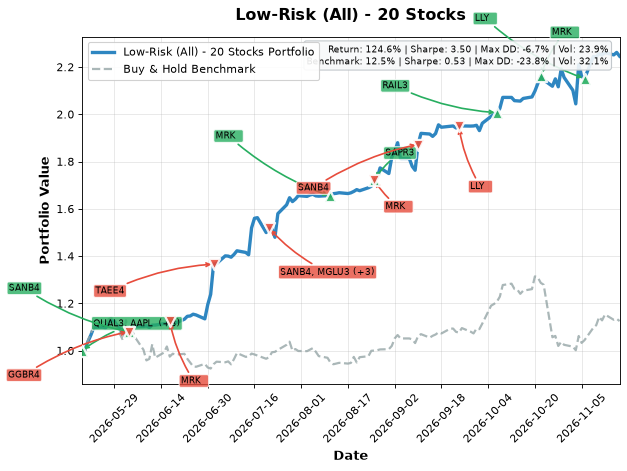 Low-Risk (All) - 20 Stocks
LLY
MRK
Low-Risk (All) - 20 Stocks Portfolio
Buy & Hold Benchmark
Return: 124.6% | Sharpe: 3.50 | Max DD: -6.7% | Vol: 23.9%
Benchmark: 12.5% | Sharpe: 0.53 | Max DD: -23.8% | Vol: 32.1%
RAIL3
MRK
SAPR3
SANB4
LLY
MRK
SANB4, MGLU3 (+3)
TAEE4
SANB4
QUAL3, AAPL
GGBR4
MRK
Portfolio Value
2.2
2.0
1.8
1.6
1.4
1.2
1.0
2026-05-29
2026-06-14
2026-06-30
2026-07-16
2026-08-01
2026-08-17
2026-09-02
2026-09-18
2026-10-04
2026-10-20
2026-11-05
Date